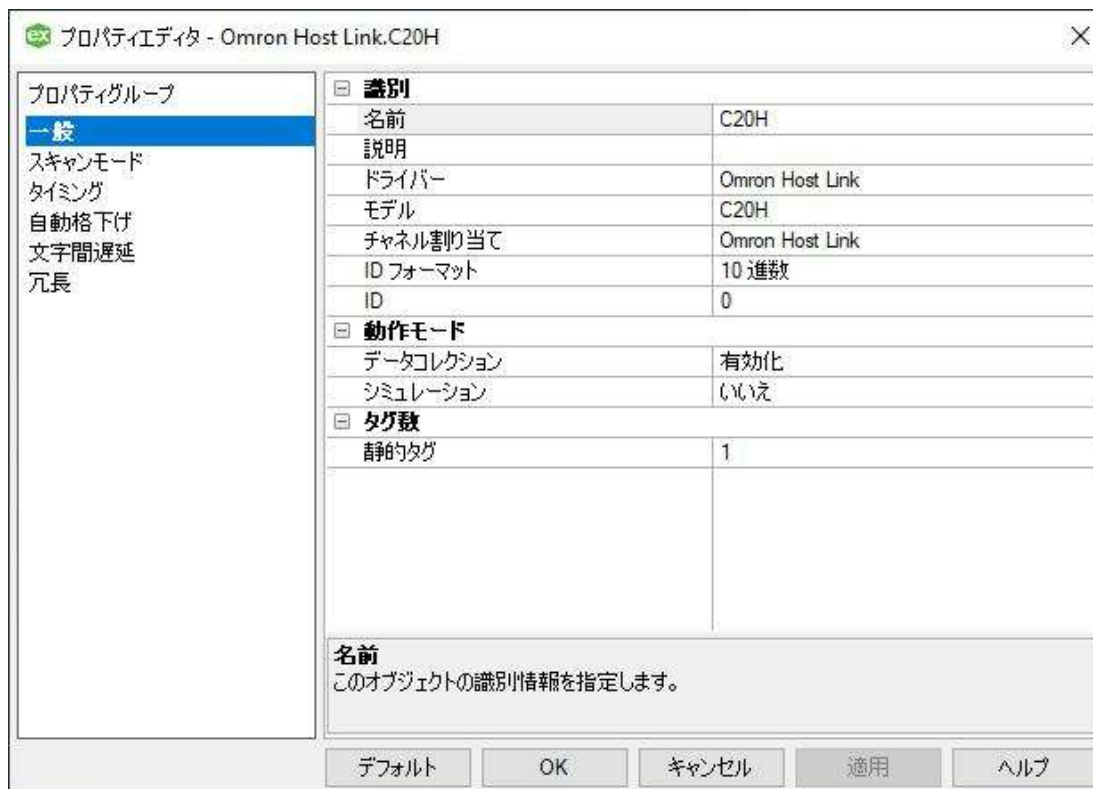 ex プロパティエディタ - Omron Host Link.C20H
プロパティグループ
一般
スキャンモード
タイミング
自動格下げ
文字間遅延
冗長
識別
名前 C20H
説明
ドライバー Omron Host Link
モデル C20H
チャネル割り当て Omron Host Link
ID フォーマット 10 進数
ID 0
動作モード
データコレクション 有効化
シミュレーション いいえ
タグ数
静的タグ 1
名前
このオブジェクトの識別情報を指定します。
デフォルト OK キャンセル 適用 ヘルプ